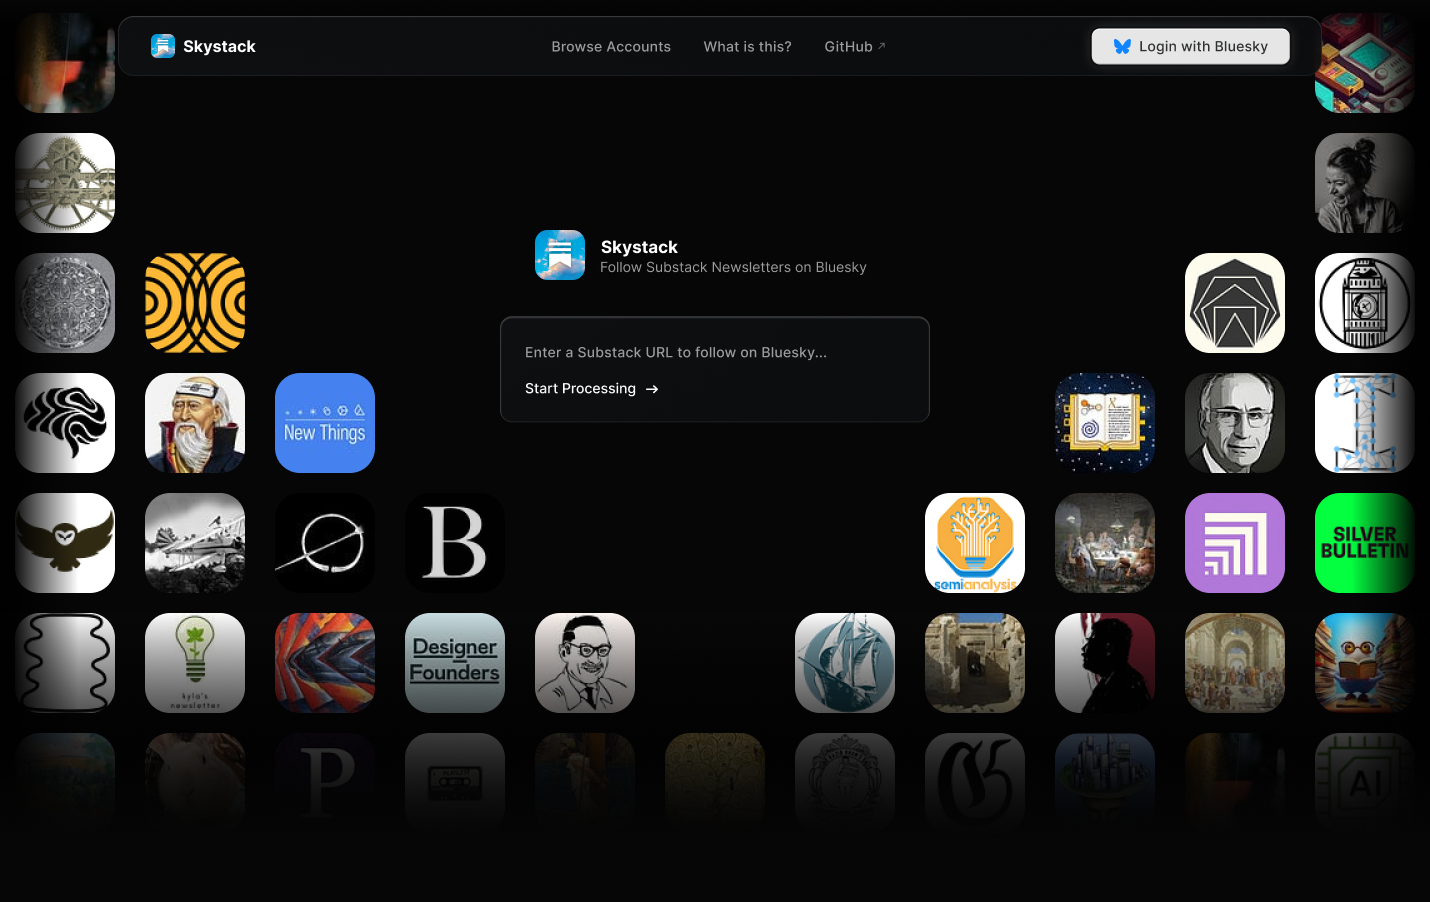 Skystack
Browse Accounts
What is this?
GitHub ↗
Login with Bluesky
Skystack
Follow Substack Newsletters on Bluesky
Enter a Substack URL to follow on Bluesky...
Start Processing →
New Things
B
semianalysis
SILVER
BULLETIN
kyla's
newsletter
Designer
Founders
P
G
AI